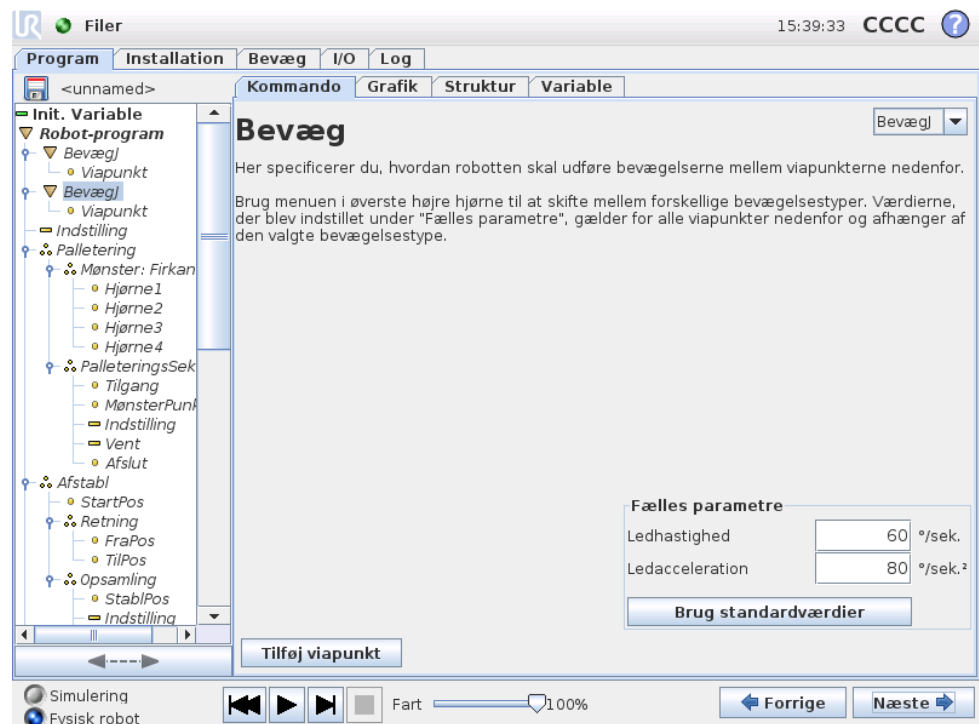 UR Filer 15:39:33 CCCC ?
Program Installation Bevæg I/O Log
<unnamed>
Kommando Grafik Struktur Variable
Init. Variable
Robot-program
BevægJ
Viapunkt
BevægJ
Viapunkt
Indstilling
Palletering
Mønster: Firkan
Hjørne1
Hjørne2
Hjørne3
Hjørne4
PalleteringsSek
Tilgang
MønsterPunk
Indstilling
Vent
Afslut
Afstabl
StartPos
Retning
FraPos
TilPos
Opsamling
StablPos
Indstilling
Bevæg
BevægJ
Her specificerer du, hvordan robotten skal udføre bevægelserne mellem viapunkterne nedenfor.
Brug menuen i øverste højre hjørne til at skifte mellem forskellige bevægelsestyper. Værdierne,
der blev indstillet under "Fælles parametre", gælder for alle viapunkter nedenfor og afhænger af
den valgte bevægelsestype.
Fælles parametre
Ledhastighed 60 °/sek.
Ledacceleration 80 °/sek.²
Brug standardværdier
Tilføj viapunkt
Simulering
Fysisk robot
Fart 100%
Forrige
Næste